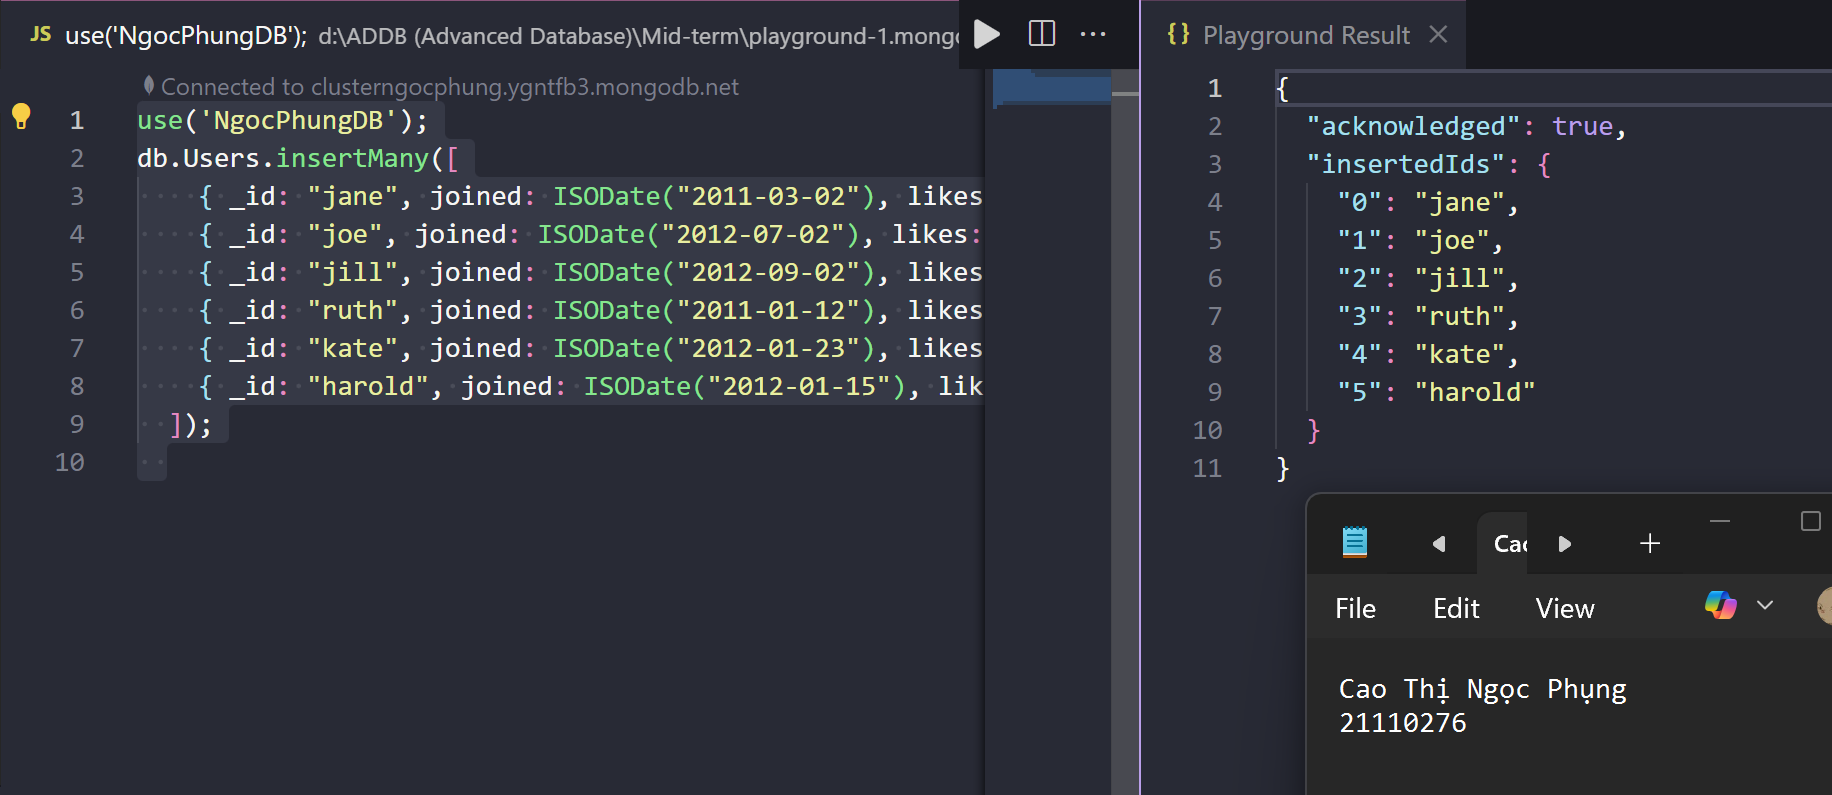 JS use('NgocPhungDB'); d:\ADDB (Advanced Database)\Mid-term\playground-1.mong
Connected to clusterngocphung.ygntfb3.mongodb.net
1 use('NgocPhungDB');
2 db.Users.insertMany([
3 { _id: "jane", joined: ISODate("2011-03-02"), likes
4 { _id: "joe", joined: ISODate("2012-07-02"), likes:
5 { _id: "jill", joined: ISODate("2012-09-02"), likes
6 { _id: "ruth", joined: ISODate("2011-01-12"), likes
7 { _id: "kate", joined: ISODate("2012-01-23"), likes
8 { _id: "harold", joined: ISODate("2012-01-15"), lik
9 ]);
10
{} Playground Result
1 {
2 "acknowledged": true,
3 "insertedIds": {
4 "0": "jane",
5 "1": "joe",
6 "2": "jill",
7 "3": "ruth",
8 "4": "kate",
9 "5": "harold"
10 }
11 }
Cao
File Edit View
Cao Thị Ngọc Phụng
21110276